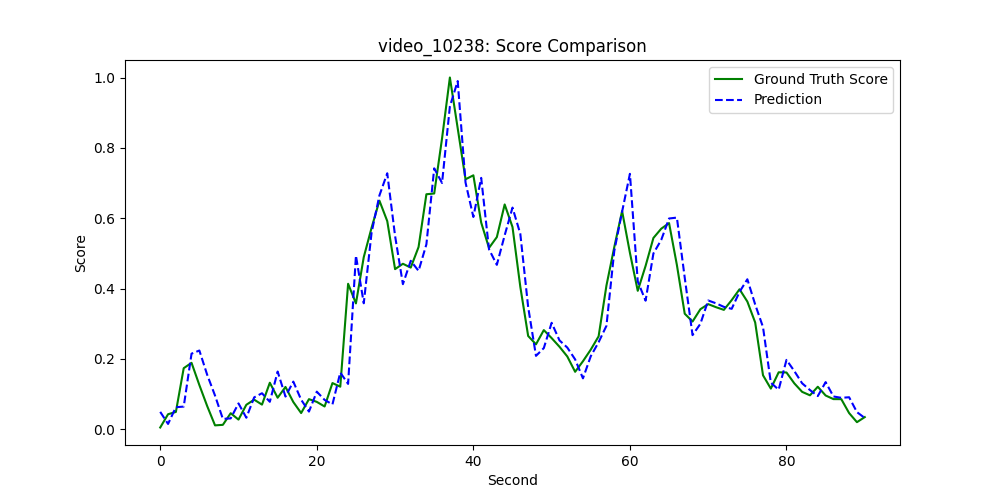 video_10238: Score Comparison
Ground Truth Score
Prediction
Score
1.0
0.8
0.6
0.4
0.2
0.0
0 20 40 60 80
Second